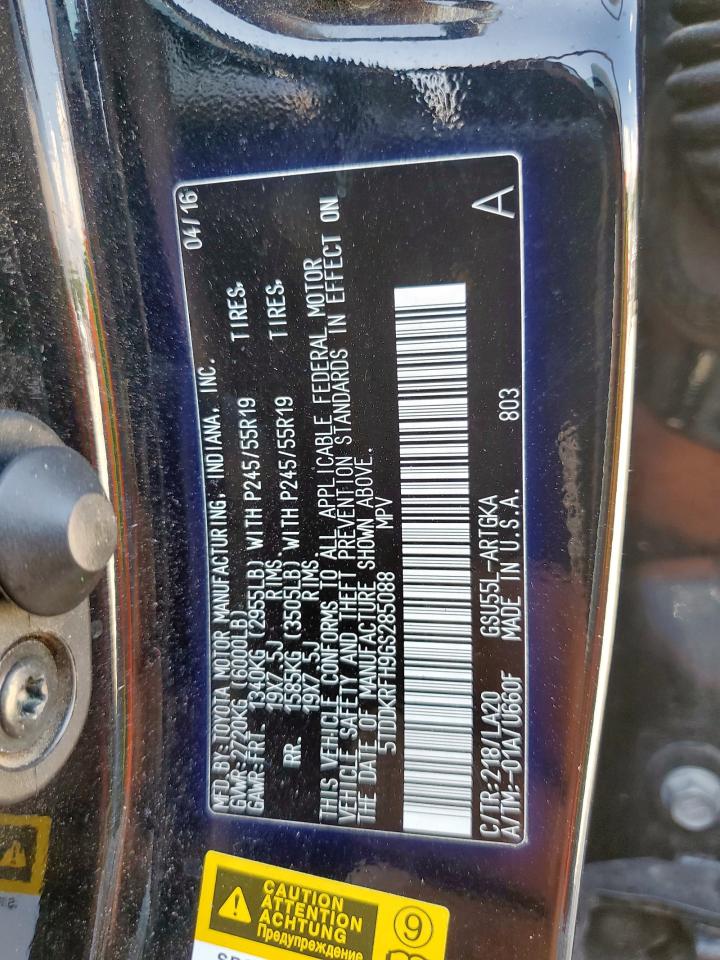 MFD.BY: TOYOTA MOTOR MANUFACTURING, INDIANA, INC. 04/16
GVWR: 2720KG (6000LB)
GAWR: FRT 1340KG (2955LB) WITH P245/55R19 TIRES,
19X7.5J RIMS,
RR. 1585KG (3505LB) WITH P245/55R19 TIRES,
19X7.5J RIMS
THIS VEHICLE CONFORMS TO ALL APPLICABLE FEDERAL MOTOR
VEHICLE SAFETY AND THEFT PREVENTION STANDARDS IN EFFECT ON
THE DATE OF MANUFACTURE SHOWN ABOVE.
5TDDKRFH9GS285088 MPV
C/TR: 218/LA20 GSU55L-ARTGKA 803 A
A/TM: -01A/U660F MADE IN U.S.A.
CAUTION
ATTENTION
ACHTUNG
Предупреждение
9